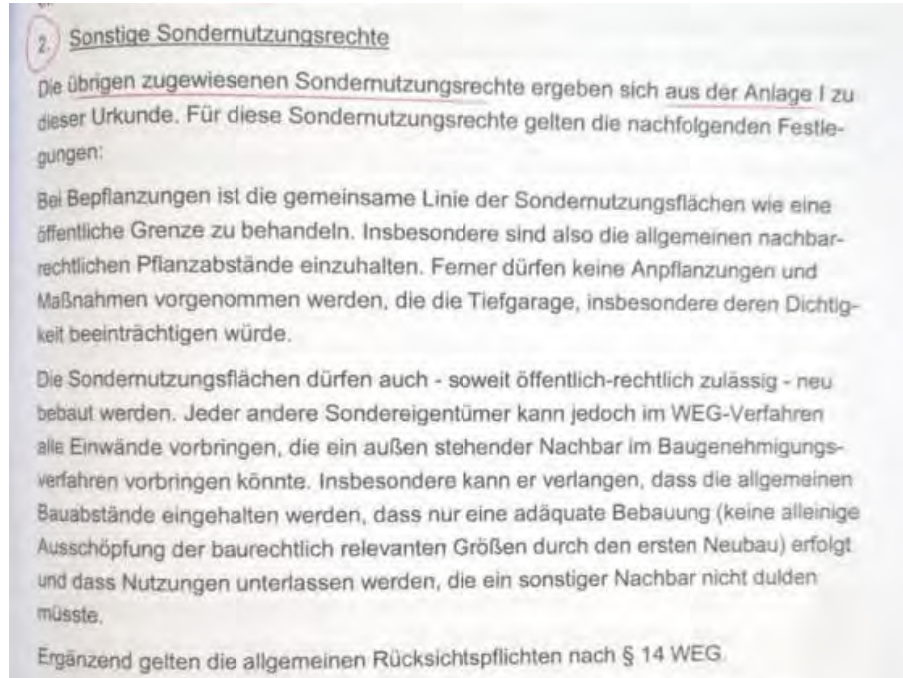 2. Sonstige Sondernutzungsrechte
Die übrigen zugewiesenen Sondernutzungsrechte ergeben sich aus der Anlage I zu
dieser Urkunde. Für diese Sondernutzungsrechte gelten die nachfolgenden Festle-
gungen:
Bei Bepflanzungen ist die gemeinsame Linie der Sondernutzungsflächen wie eine
öffentliche Grenze zu behandeln. Insbesondere sind also die allgemeinen nachbar-
rechtlichen Pflanzabstände einzuhalten. Ferner dürfen keine Anpflanzungen und
Maßnahmen vorgenommen werden, die die Tiefgarage, insbesondere deren Dichtig-
keit beeinträchtigen würde.
Die Sondernutzungsflächen dürfen auch - soweit öffentlich-rechtlich zulässig - neu
bebaut werden. Jeder andere Sondereigentümer kann jedoch im WEG-Verfahren
alle Einwände vorbringen, die ein außen stehender Nachbar im Baugenehmigungs-
verfahren vorbringen könnte. Insbesondere kann er verlangen, dass die allgemeinen
Bauabstände eingehalten werden, dass nur eine adäquate Bebauung (keine alleinige
Ausschöpfung der baurechtlich relevanten Größen durch den ersten Neubau) erfolgt
und dass Nutzungen unterlassen werden, die ein sonstiger Nachbar nicht dulden
müsste.
Ergänzend gelten die allgemeinen Rücksichtspflichten nach § 14 WEG.